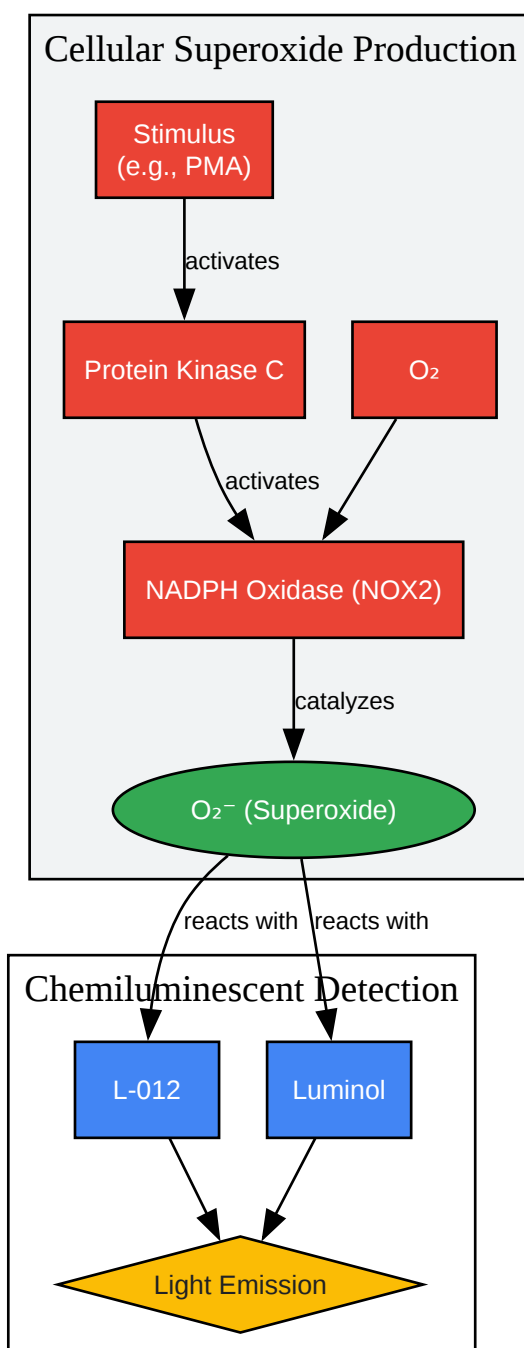 Cellular Superoxide Production
Stimulus
(e.g., PMA)
activates
Protein Kinase C
O₂
activates
NADPH Oxidase (NOX2)
catalyzes
O₂⁻ (Superoxide)
reacts with
reacts with
Chemiluminescent Detection
L-012
Luminol
Light Emission